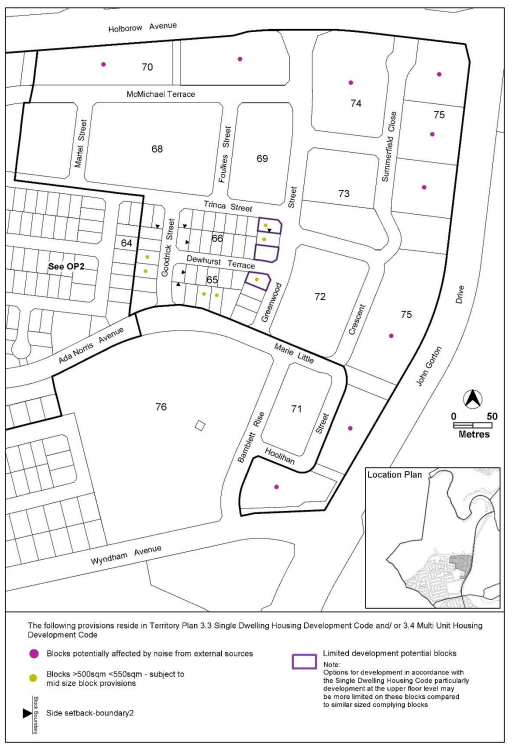 Holborow Avenue
70
McMichael Terrace
74
75
Martel Street
68
Foulkes Street
69
Summerfield Close
73
Trinca Street
Street
64
66
See OP2
Goodrick Street
Dewhurst Terrace
65
Greenwood
72
Crescent
75
Drive
Ada Norris Avenue
Marie Little
John Gorton
76
71
Street
Bamblett Rise
Hoolihan
0 50
Metres
Location Plan
Wyndham Avenue
The following provisions reside in Territory Plan 3.3 Single Dwelling Housing Development Code and/ or 3.4 Multi Unit Housing
Development Code
Blocks potentially affected by noise from external sources
Blocks >500sqm <550sqm - subject to
mid size block provisions
Block Boundary
Side setback-boundary2
Limited development potential blocks
Note:
Options for development in accordance with
the Single Dwelling Housing Code particularly
development at the upper floor level may
be more limited on these blocks compared
to similar sized complying blocks